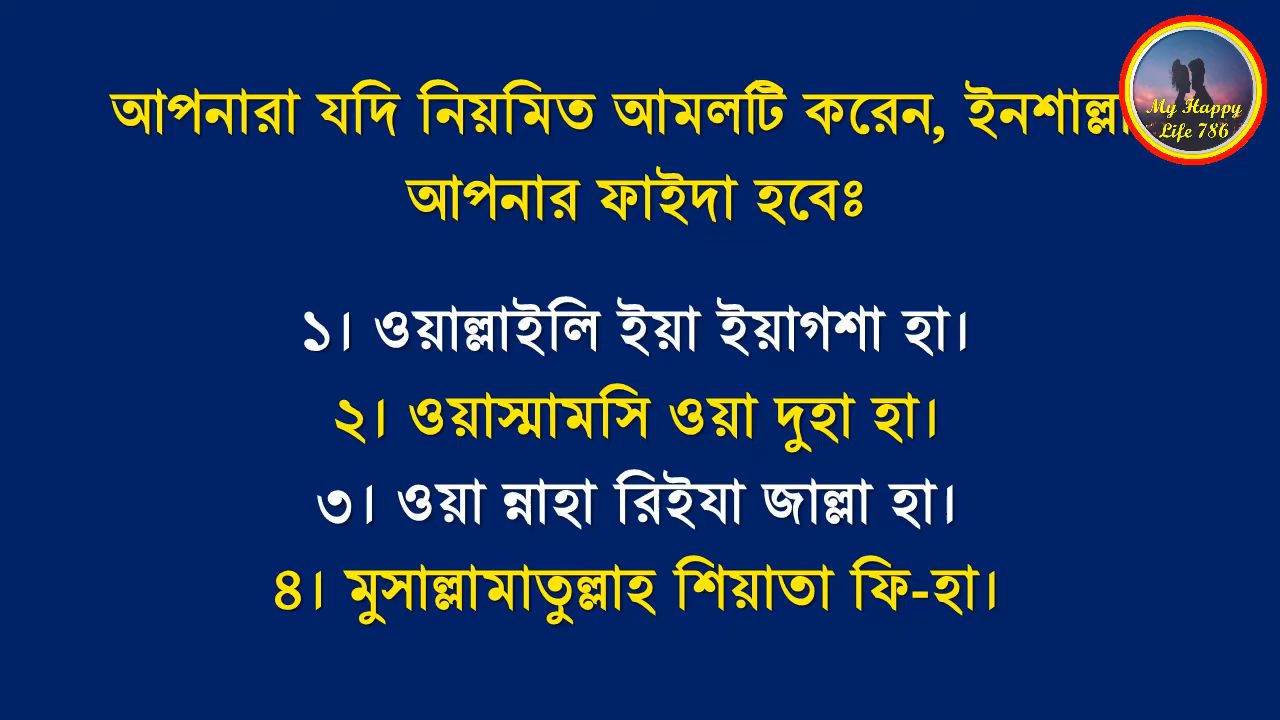 আপনারা যদি নিয়মিত আমলটি করেন, ইনশাল্লা
আপনার ফাইদা হবেঃ
১। ওয়াল্লাইলি ইয়া ইয়াগশা হা।
২। ওয়াস্মামসি ওয়া দুহা হা।
৩। ওয়া ন্নাহা রিইযা জাল্লা হা।
৪। মুসাল্লামাতুল্লাহ শিয়াতা ফি-হা।
My Happy
Life 786